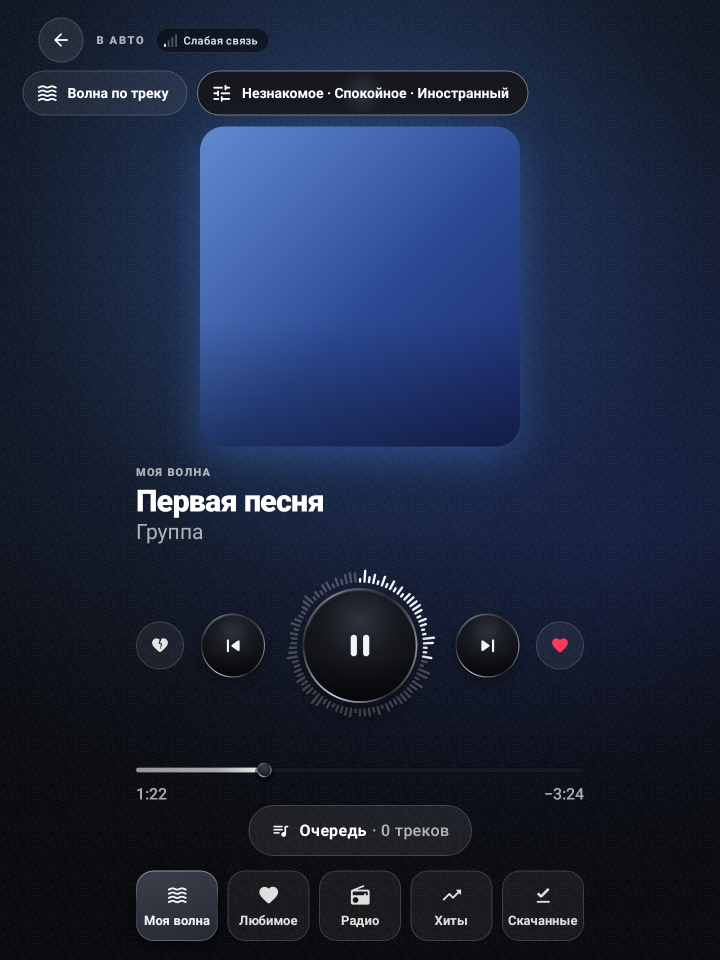 В АВТО
Слабая связь
Волна по треку
Незнакомое · Спокойное · Иностранный
МОЯ ВОЛНА
Первая песня
Группа
1:22
−3:24
Очередь · 0 треков
Моя волна
Любимое
Радио
Хиты
Скачанные